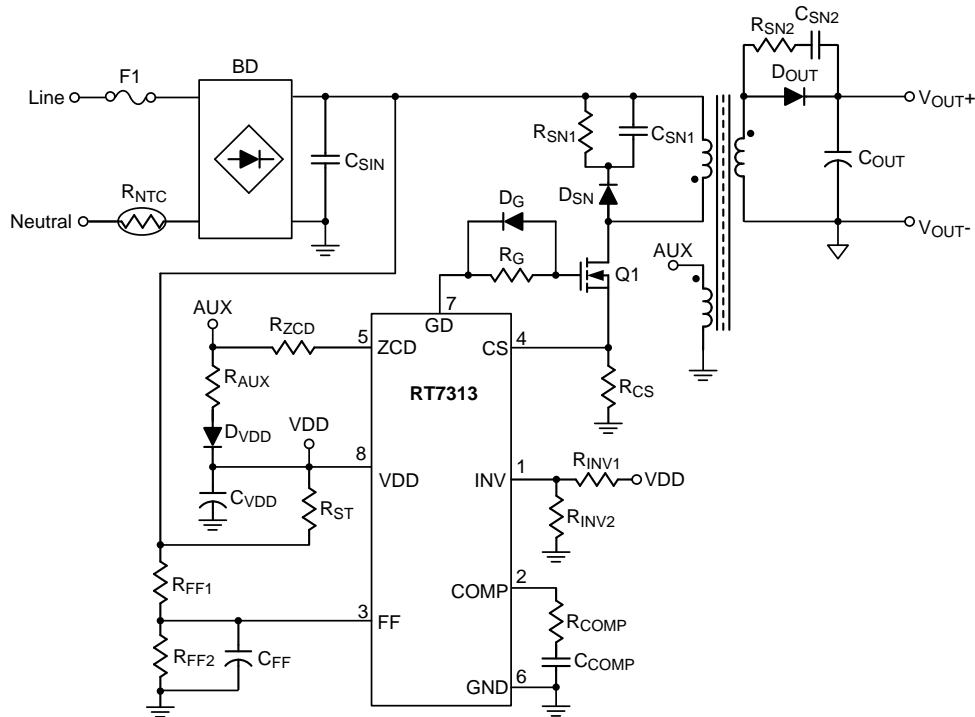 RSN2
CSN2
F1
BD
DOUT
Line
VOUT+
RSN1
CSN1
CSIN
COUT
RNTC
DSN
DG
Neutral
VOUT-
AUX
RG
Q1
7
AUX
GD
RZCD
5
ZCD
CS
4
RAUX
RT7313
RCS
DVDD
VDD
8
VDD
INV
1
RINV1
VDD
CVDD
RST
RINV2
RFF1
COMP
2
3
FF
RCOMP
RFF2
CFF
CCOMP
GND
6